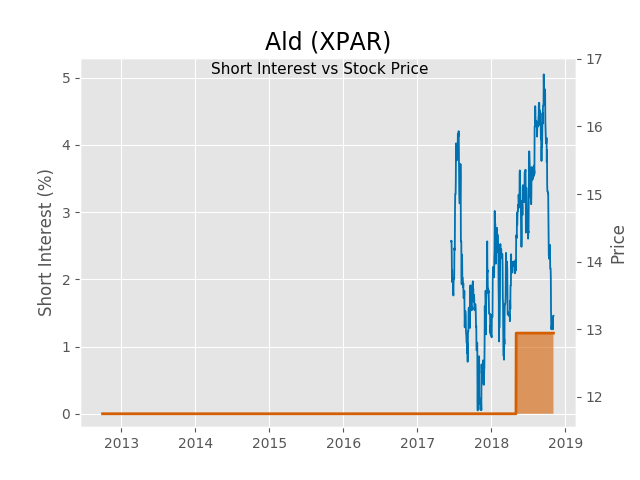 Ald (XPAR)
Short Interest vs Stock Price
Short Interest (%)
5
4
3
2
1
0
17
16
15
14
13
12
Price
2013 2014 2015 2016 2017 2018 2019